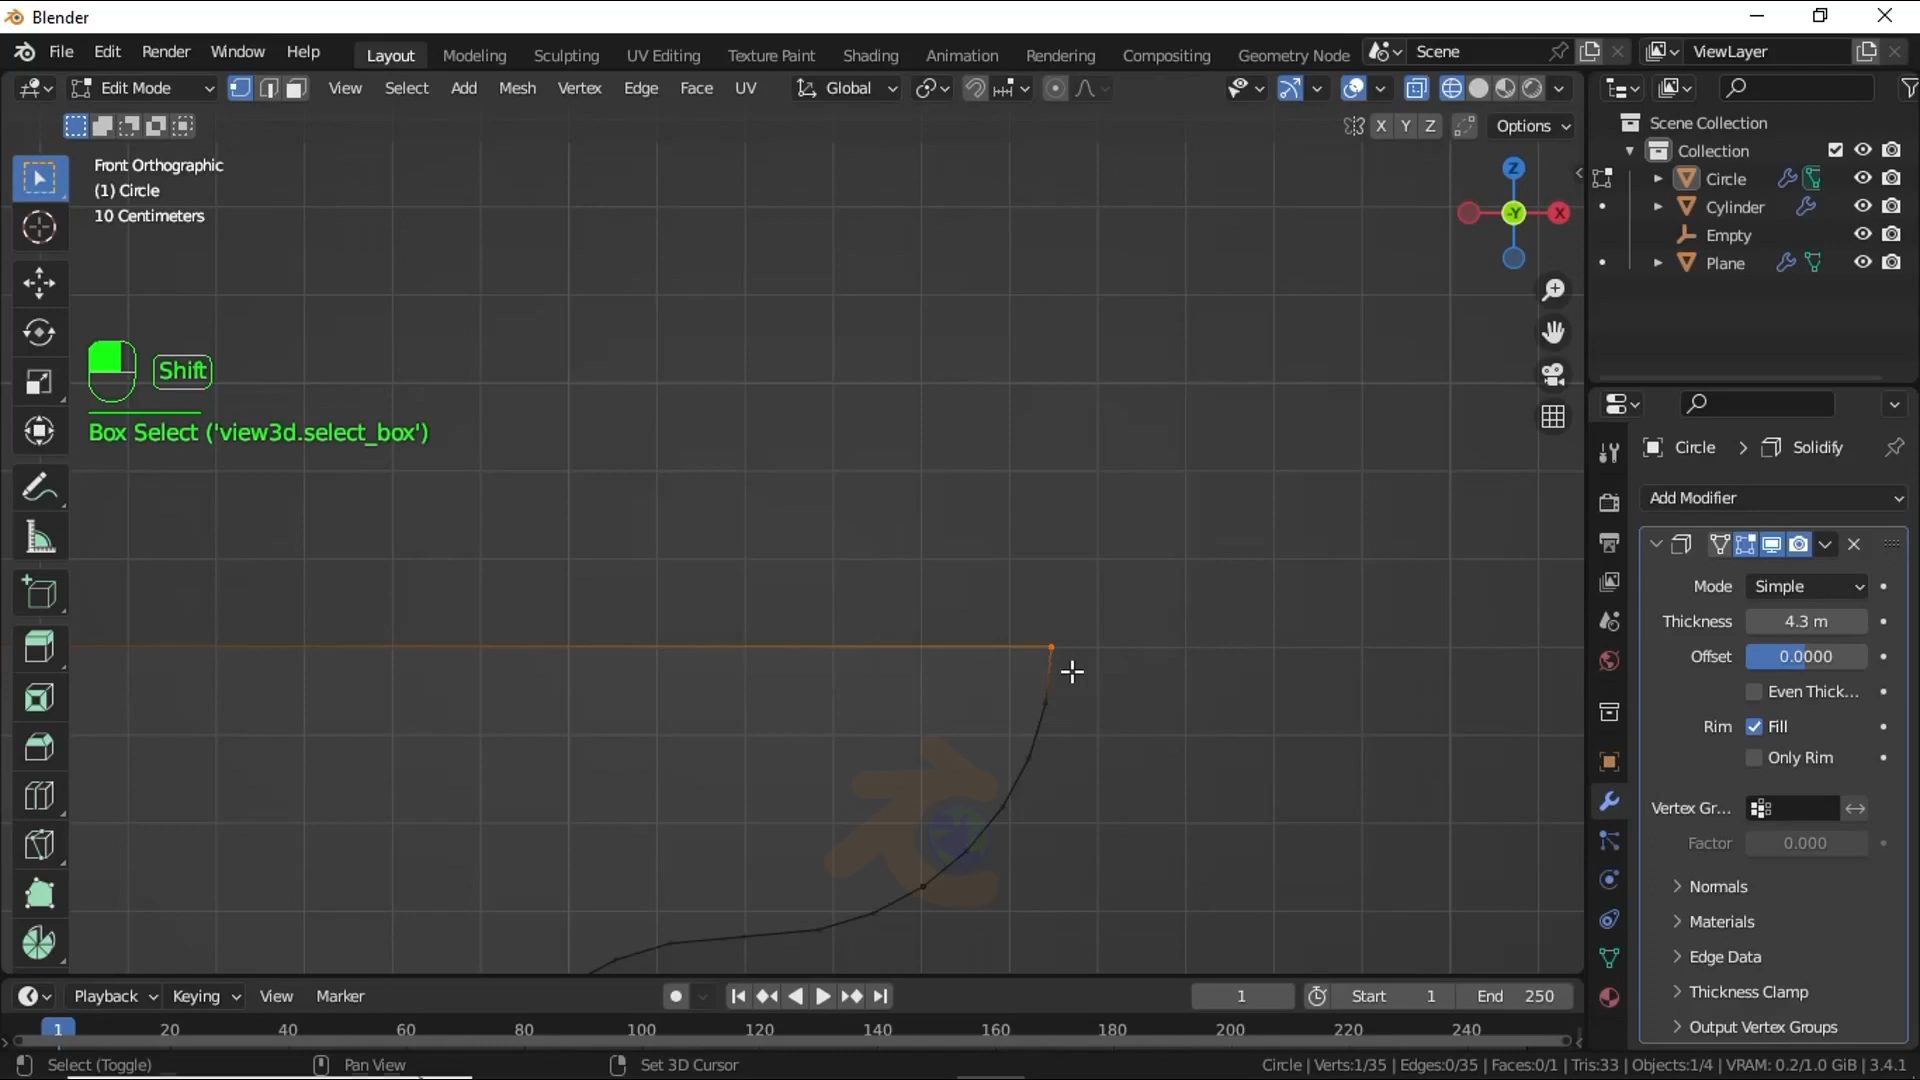 Blender
File Edit Render Window Help Layout Modeling Sculpting UV Editing Texture Paint Shading Animation Rendering Compositing Geometry Node Scene ViewLayer
Edit Mode View Select Add Mesh Vertex Edge Face UV Global
X Y Z Options
Front Orthographic
(1) Circle
10 Centimeters
Z
-Y
X
Shift
Box Select ('view3d.select_box')
Scene Collection
Collection
Circle
Cylinder
Empty
Plane
Circle > Solidify
Add Modifier
Mode Simple
Thickness 4.3 m
Offset 0.0000
Even Thick...
Rim Fill
Only Rim
Vertex Gr...
Factor 0.000
Normals
Materials
Edge Data
Thickness Clamp
Output Vertex Groups
Playback Keying View Marker 1 Start 1 End 250
1 20 40 60 80 100 120 140 160 180 200 220 240
Select (Toggle) Pan View Set 3D Cursor Circle | Verts:1/35 | Edges:0/35 | Faces:0/1 | Tris:33 | Objects:1/4 | VRAM: 0.2/1.0 GiB | 3.4.1